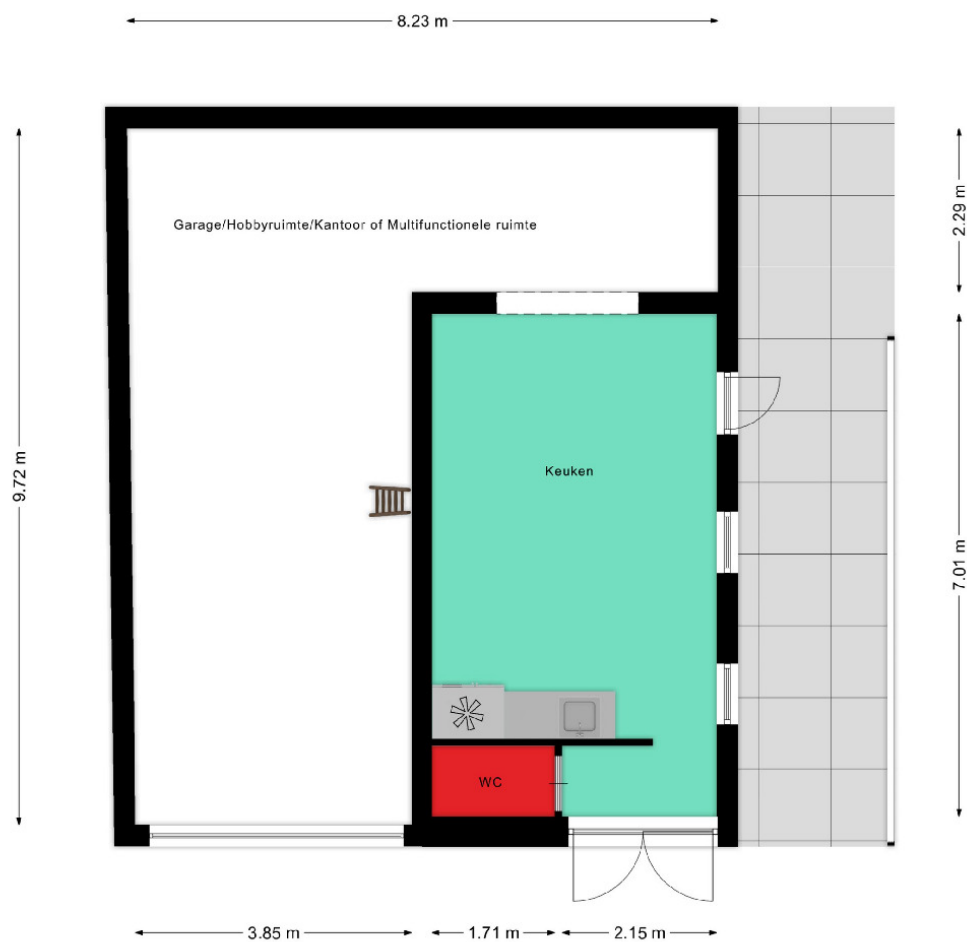 8.23 m
Garage/Hobbyruimte/Kantoor of Multifunctionele ruimte
2.29 m
9.72 m
Keuken
7.01 m
WC
3.85 m
1.71 m
2.15 m